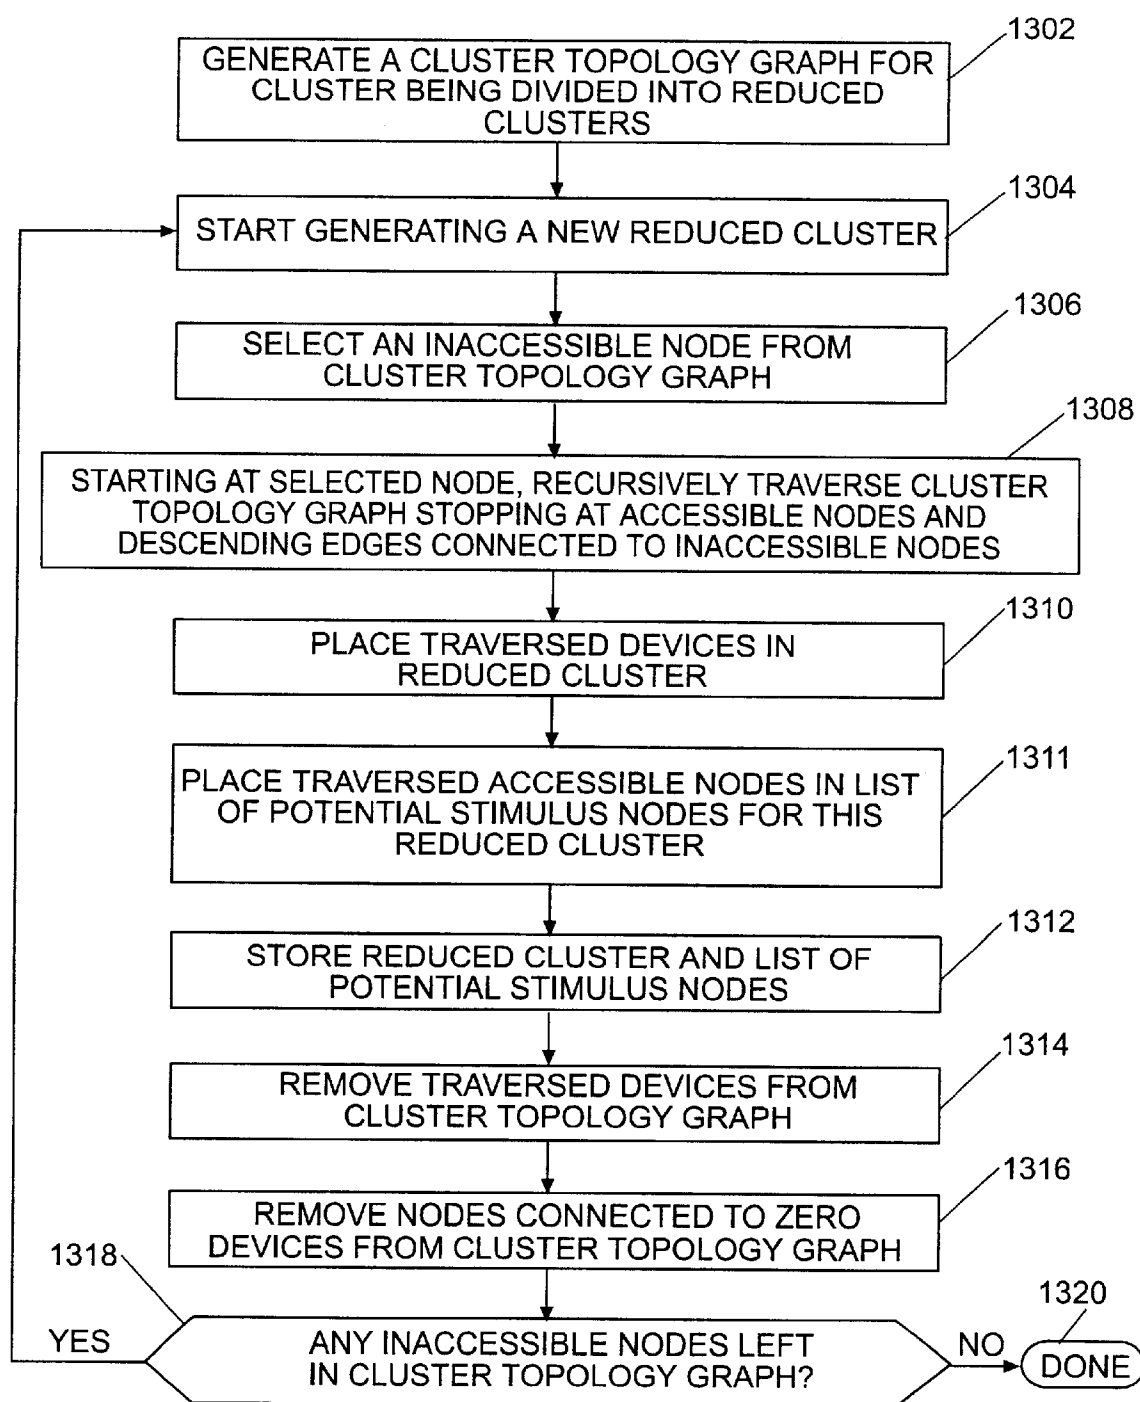 1302
GENERATE A CLUSTER TOPOLOGY GRAPH FOR
CLUSTER BEING DIVIDED INTO REDUCED
CLUSTERS
1304
START GENERATING A NEW REDUCED CLUSTER
1306
SELECT AN INACCESSIBLE NODE FROM
CLUSTER TOPOLOGY GRAPH
1308
STARTING AT SELECTED NODE, RECURSIVELY TRAVERSE CLUSTER
TOPOLOGY GRAPH STOPPING AT ACCESSIBLE NODES AND
DESCENDING EDGES CONNECTED TO INACCESSIBLE NODES
1310
PLACE TRAVERSED DEVICES IN
REDUCED CLUSTER
1311
PLACE TRAVERSED ACCESSIBLE NODES IN LIST
OF POTENTIAL STIMULUS NODES FOR THIS
REDUCED CLUSTER
1312
STORE REDUCED CLUSTER AND LIST OF
POTENTIAL STIMULUS NODES
1314
REMOVE TRAVERSED DEVICES FROM
CLUSTER TOPOLOGY GRAPH
1316
REMOVE NODES CONNECTED TO ZERO
DEVICES FROM CLUSTER TOPOLOGY GRAPH
1318
YES
ANY INACCESSIBLE NODES LEFT
IN CLUSTER TOPOLOGY GRAPH?
NO
1320
DONE